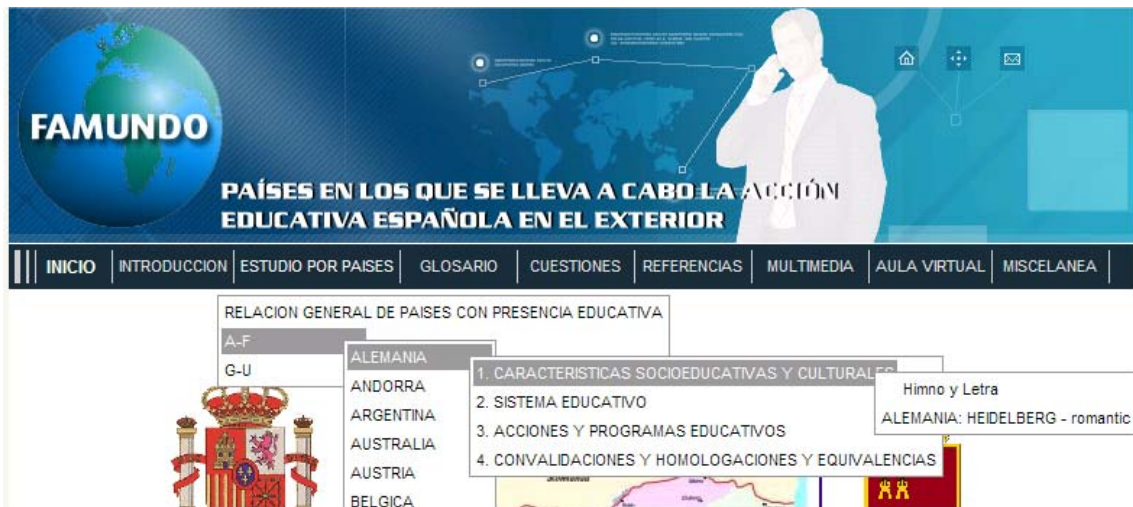 FAMUNDO
PAÍSES EN LOS QUE SE LLEVA A CABO LA ACCIÓN
EDUCATIVA ESPAÑOLA EN EL EXTERIOR
INICIO INTRODUCCION ESTUDIO POR PAISES GLOSARIO CUESTIONES REFERENCIAS MULTIMEDIA AULA VIRTUAL MISCELANEA
RELACION GENERAL DE PAISES CON PRESENCIA EDUCATIVA
A-F
G-U
ALEMANIA
ANDORRA
ARGENTINA
AUSTRALIA
AUSTRIA
BELGICA
1. CARACTERISTICAS SOCIOEDUCATIVAS Y CULTURALES
2. SISTEMA EDUCATIVO
3. ACCIONES Y PROGRAMAS EDUCATIVOS
4. CONVALIDACIONES Y HOMOLOGACIONES Y EQUIVALENCIAS
Himno y Letra
ALEMANIA: HEIDELBERG - romantic